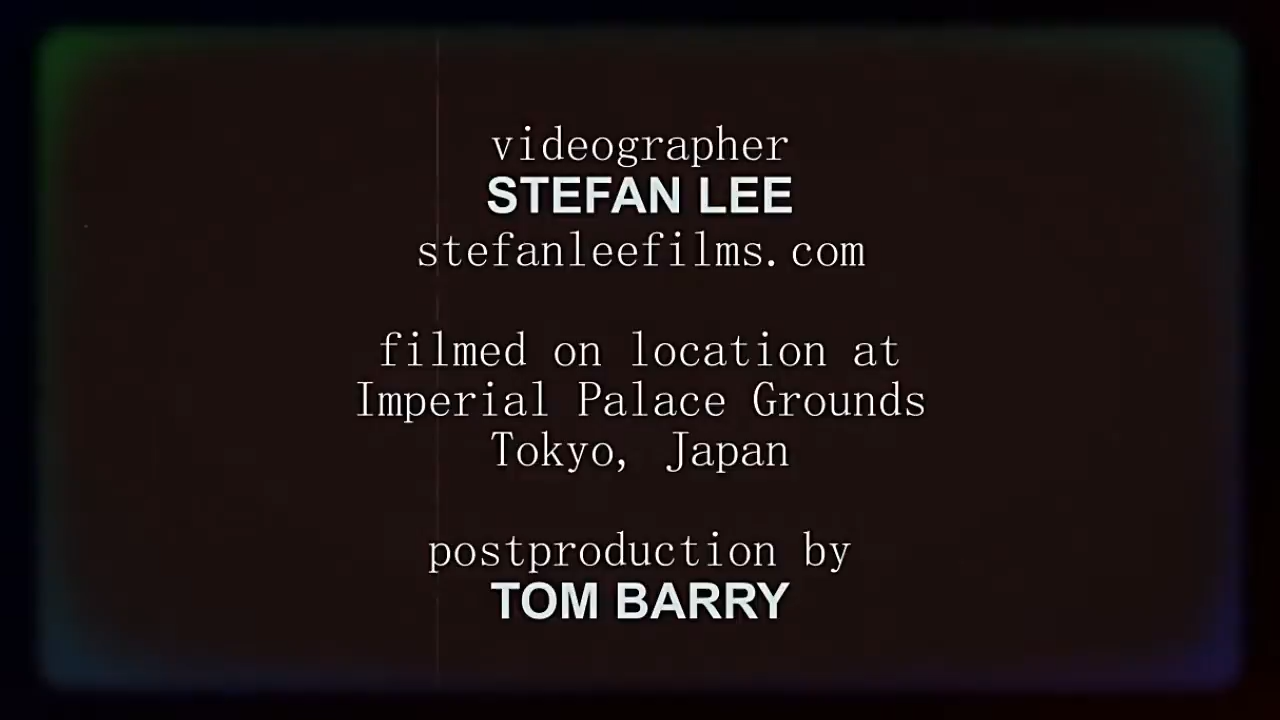 videographer
STEFAN LEE
stefanleefilms.com
filmed on location at
Imperial Palace Grounds
Tokyo, Japan
postproduction by
TOM BARRY